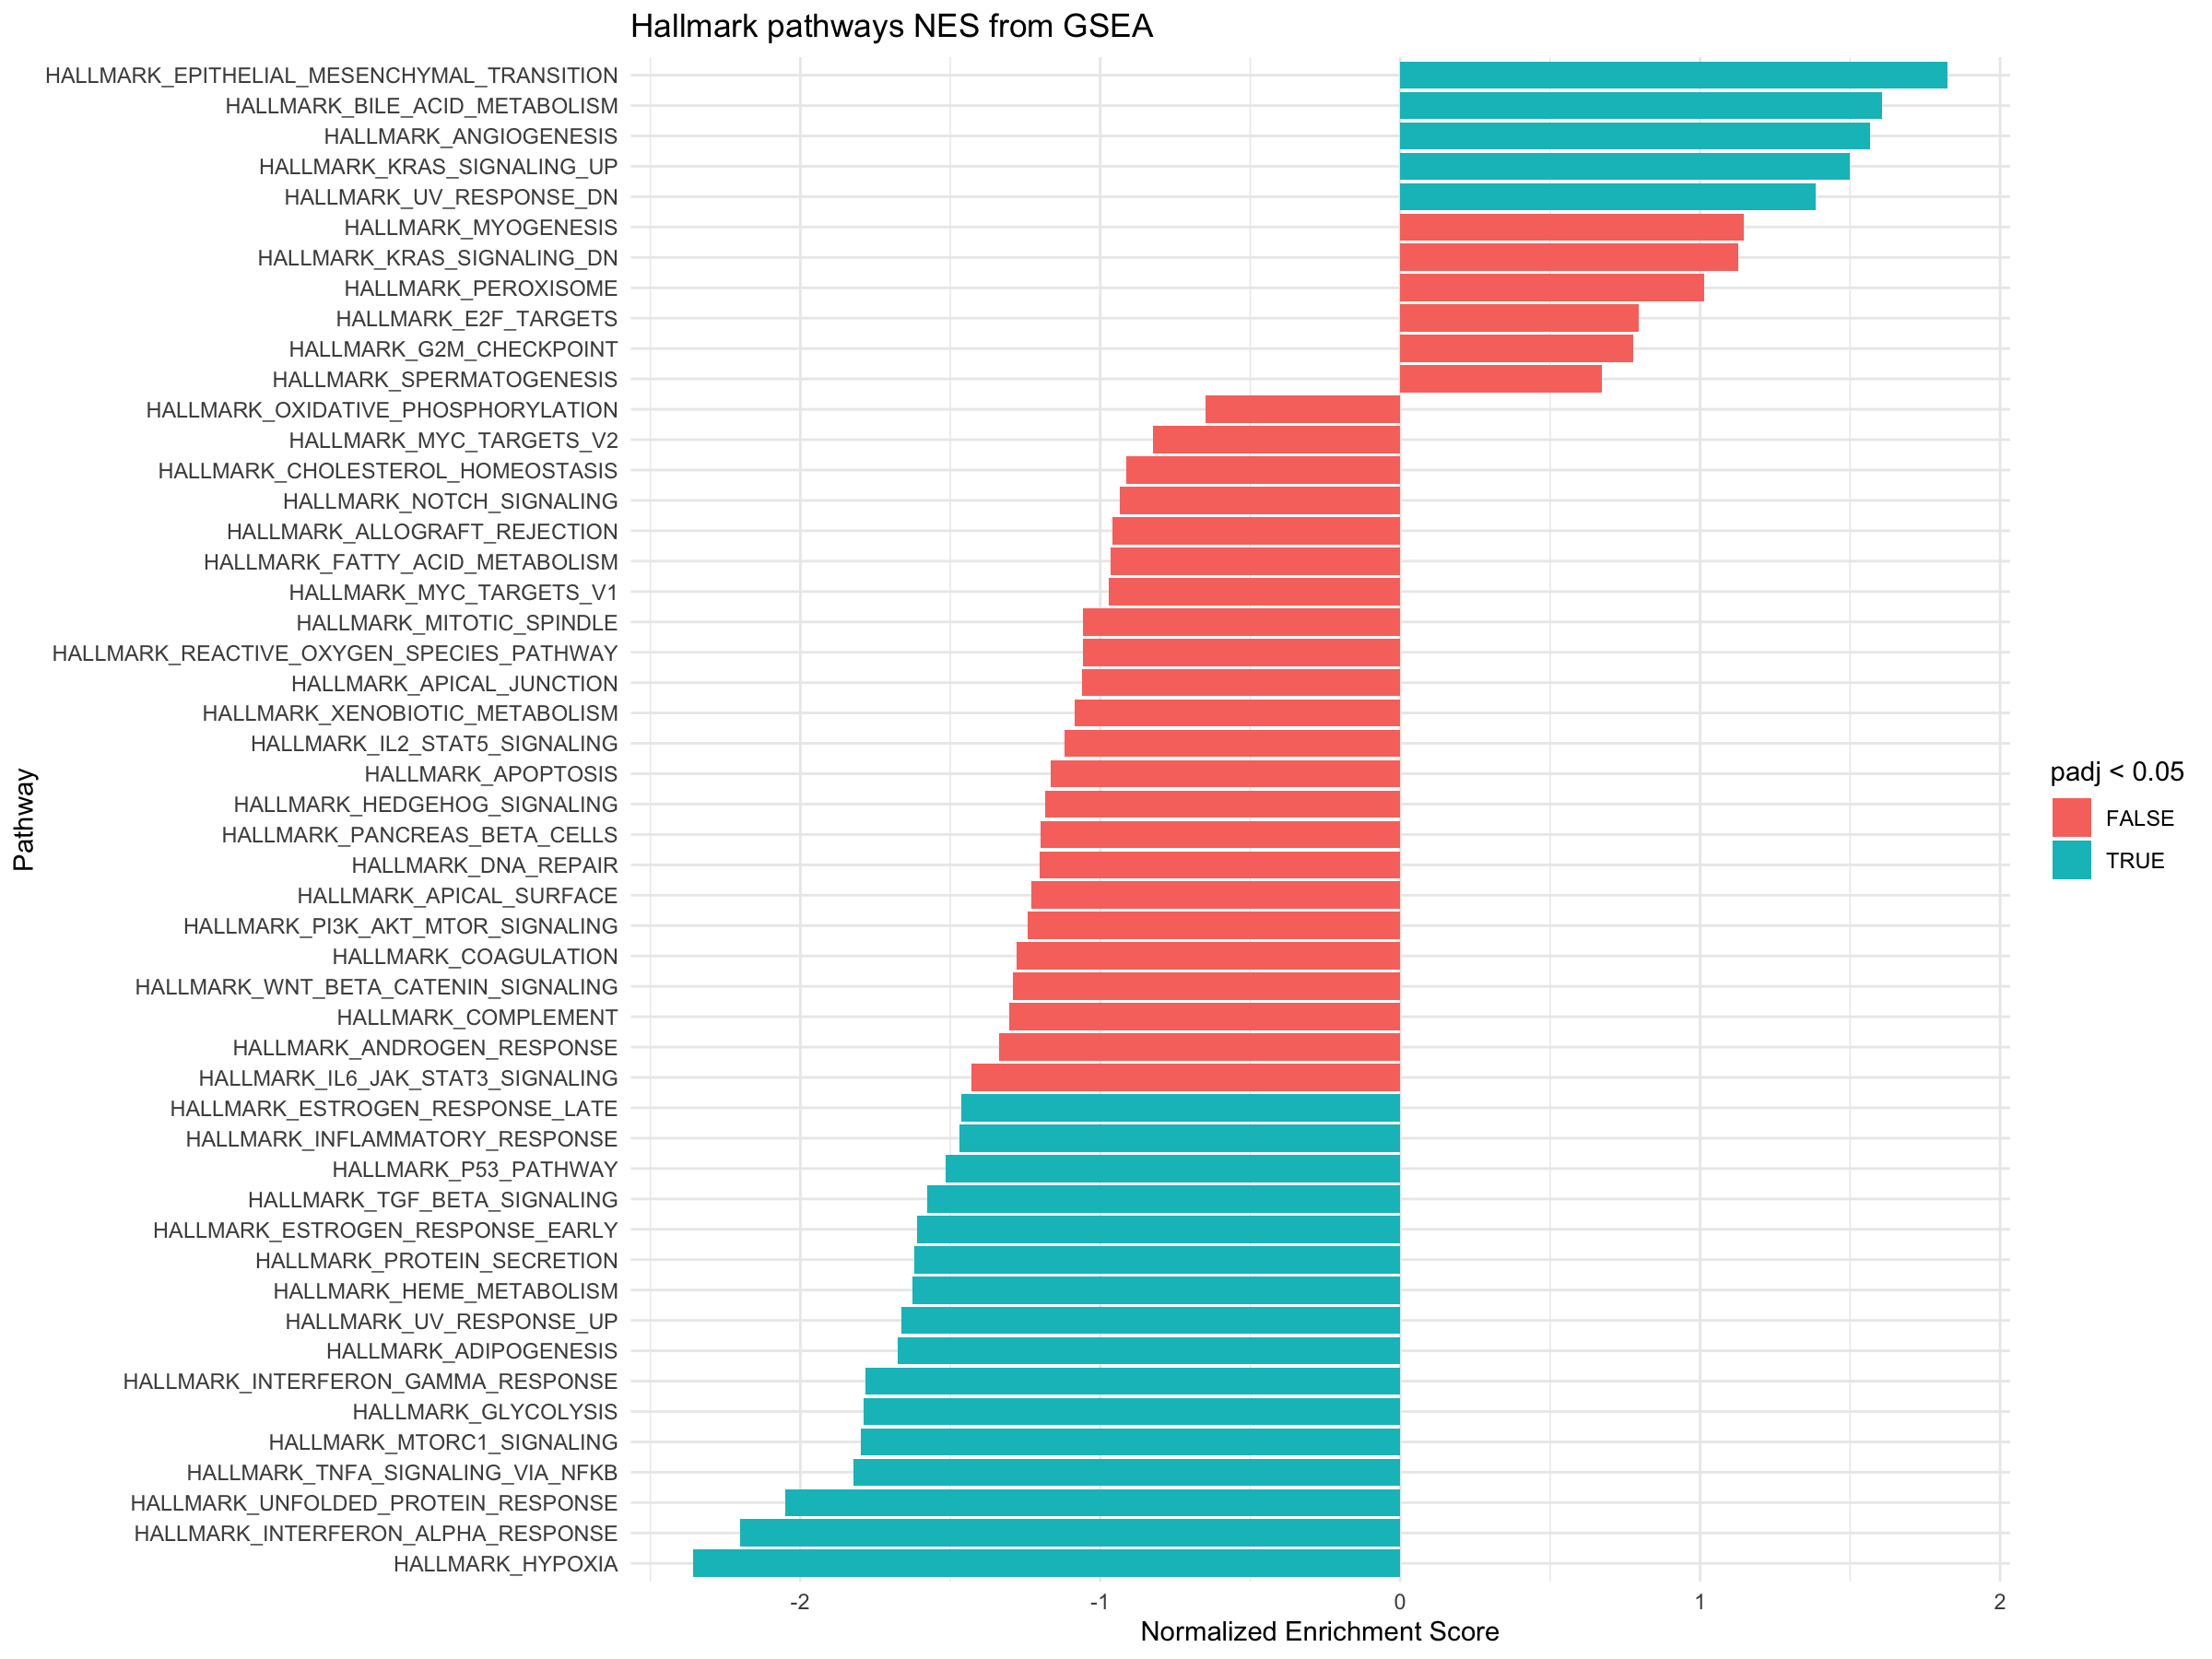 Hallmark pathways NES from GSEA
HALLMARK_EPITHELIAL_MESENCHYMAL_TRANSITION
HALLMARK_BILE_ACID_METABOLISM
HALLMARK_ANGIOGENESIS
HALLMARK_KRAS_SIGNALING_UP
HALLMARK_UV_RESPONSE_DN
HALLMARK_MYOGENESIS
HALLMARK_KRAS_SIGNALING_DN
HALLMARK_PEROXISOME
HALLMARK_E2F_TARGETS
HALLMARK_G2M_CHECKPOINT
HALLMARK_SPERMATOGENESIS
HALLMARK_OXIDATIVE_PHOSPHORYLATION
HALLMARK_MYC_TARGETS_V2
HALLMARK_CHOLESTEROL_HOMEOSTASIS
HALLMARK_NOTCH_SIGNALING
HALLMARK_ALLOGRAFT_REJECTION
HALLMARK_FATTY_ACID_METABOLISM
HALLMARK_MYC_TARGETS_V1
HALLMARK_MITOTIC_SPINDLE
HALLMARK_REACTIVE_OXYGEN_SPECIES_PATHWAY
HALLMARK_APICAL_JUNCTION
HALLMARK_XENOBIOTIC_METABOLISM
HALLMARK_IL2_STAT5_SIGNALING
HALLMARK_APOPTOSIS
HALLMARK_HEDGEHOG_SIGNALING
HALLMARK_PANCREAS_BETA_CELLS
HALLMARK_DNA_REPAIR
HALLMARK_APICAL_SURFACE
HALLMARK_PI3K_AKT_MTOR_SIGNALING
HALLMARK_COAGULATION
HALLMARK_WNT_BETA_CATENIN_SIGNALING
HALLMARK_COMPLEMENT
HALLMARK_ANDROGEN_RESPONSE
HALLMARK_IL6_JAK_STAT3_SIGNALING
HALLMARK_ESTROGEN_RESPONSE_LATE
HALLMARK_INFLAMMATORY_RESPONSE
HALLMARK_P53_PATHWAY
HALLMARK_TGF_BETA_SIGNALING
HALLMARK_ESTROGEN_RESPONSE_EARLY
HALLMARK_PROTEIN_SECRETION
HALLMARK_HEME_METABOLISM
HALLMARK_UV_RESPONSE_UP
HALLMARK_ADIPOGENESIS
HALLMARK_INTERFERON_GAMMA_RESPONSE
HALLMARK_GLYCOLYSIS
HALLMARK_MTORC1_SIGNALING
HALLMARK_TNFA_SIGNALING_VIA_NFKB
HALLMARK_UNFOLDED_PROTEIN_RESPONSE
HALLMARK_INTERFERON_ALPHA_RESPONSE
HALLMARK_HYPOXIA
Pathway
-2 -1 0 1 2
Normalized Enrichment Score
padj < 0.05
FALSE
TRUE